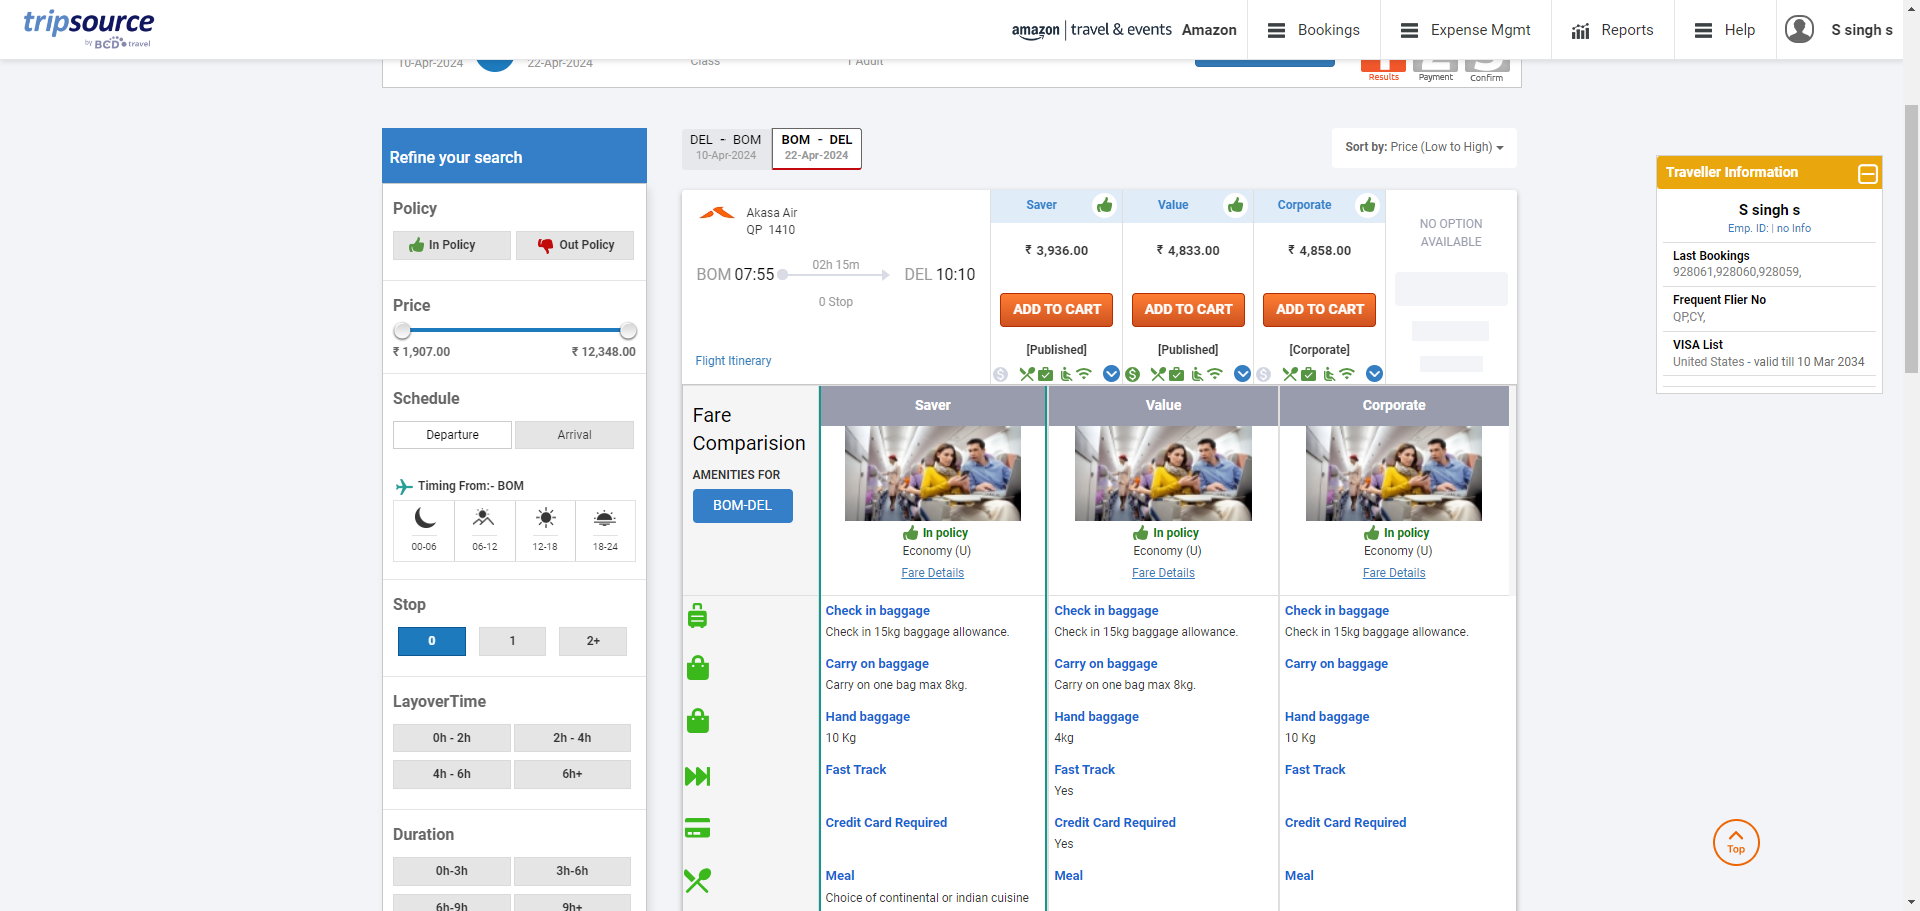 tripsource
by BCD travel
amazon | travel & events Amazon
Bookings
Expense Mgmt
Reports
Help
S singh s
10-Apr-2024
22-Apr-2024
Class
1 Adult
Results
Payment
Confirm
Refine your search
Policy
In Policy
Out Policy
Price
₹ 1,907.00
₹ 12,348.00
Schedule
Departure
Arrival
Timing From:- BOM
00-06
06-12
12-18
18-24
Stop
0
1
2+
LayoverTime
0h - 2h
2h - 4h
4h - 6h
6h+
Duration
0h-3h
3h-6h
6h-9h
9h+
DEL - BOM
10-Apr-2024
BOM - DEL
22-Apr-2024
Sort by: Price (Low to High)
Akasa Air
QP 1410
BOM 07:55
02h 15m
DEL 10:10
0 Stop
Flight Itinerary
Saver
₹ 3,936.00
ADD TO CART
[Published]
Value
₹ 4,833.00
ADD TO CART
[Published]
Corporate
₹ 4,858.00
ADD TO CART
[Corporate]
NO OPTION
AVAILABLE
Fare
Comparision
AMENITIES FOR
BOM-DEL
Saver
In policy
Economy (U)
Fare Details
Value
In policy
Economy (U)
Fare Details
Corporate
In policy
Economy (U)
Fare Details
Check in baggage
Check in 15kg baggage allowance.
Check in baggage
Check in 15kg baggage allowance.
Check in baggage
Check in 15kg baggage allowance.
Carry on baggage
Carry on one bag max 8kg.
Carry on baggage
Carry on one bag max 8kg.
Carry on baggage
Hand baggage
10 Kg
Hand baggage
4kg
Hand baggage
10 Kg
Fast Track
Fast Track
Yes
Fast Track
Credit Card Required
Credit Card Required
Yes
Credit Card Required
Meal
Choice of continental or indian cuisine
Meal
Meal
Traveller Information
S singh s
Emp. ID: | no Info
Last Bookings
928061,928060,928059,
Frequent Flier No
QP,CY,
VISA List
United States - valid till 10 Mar 2034
Top